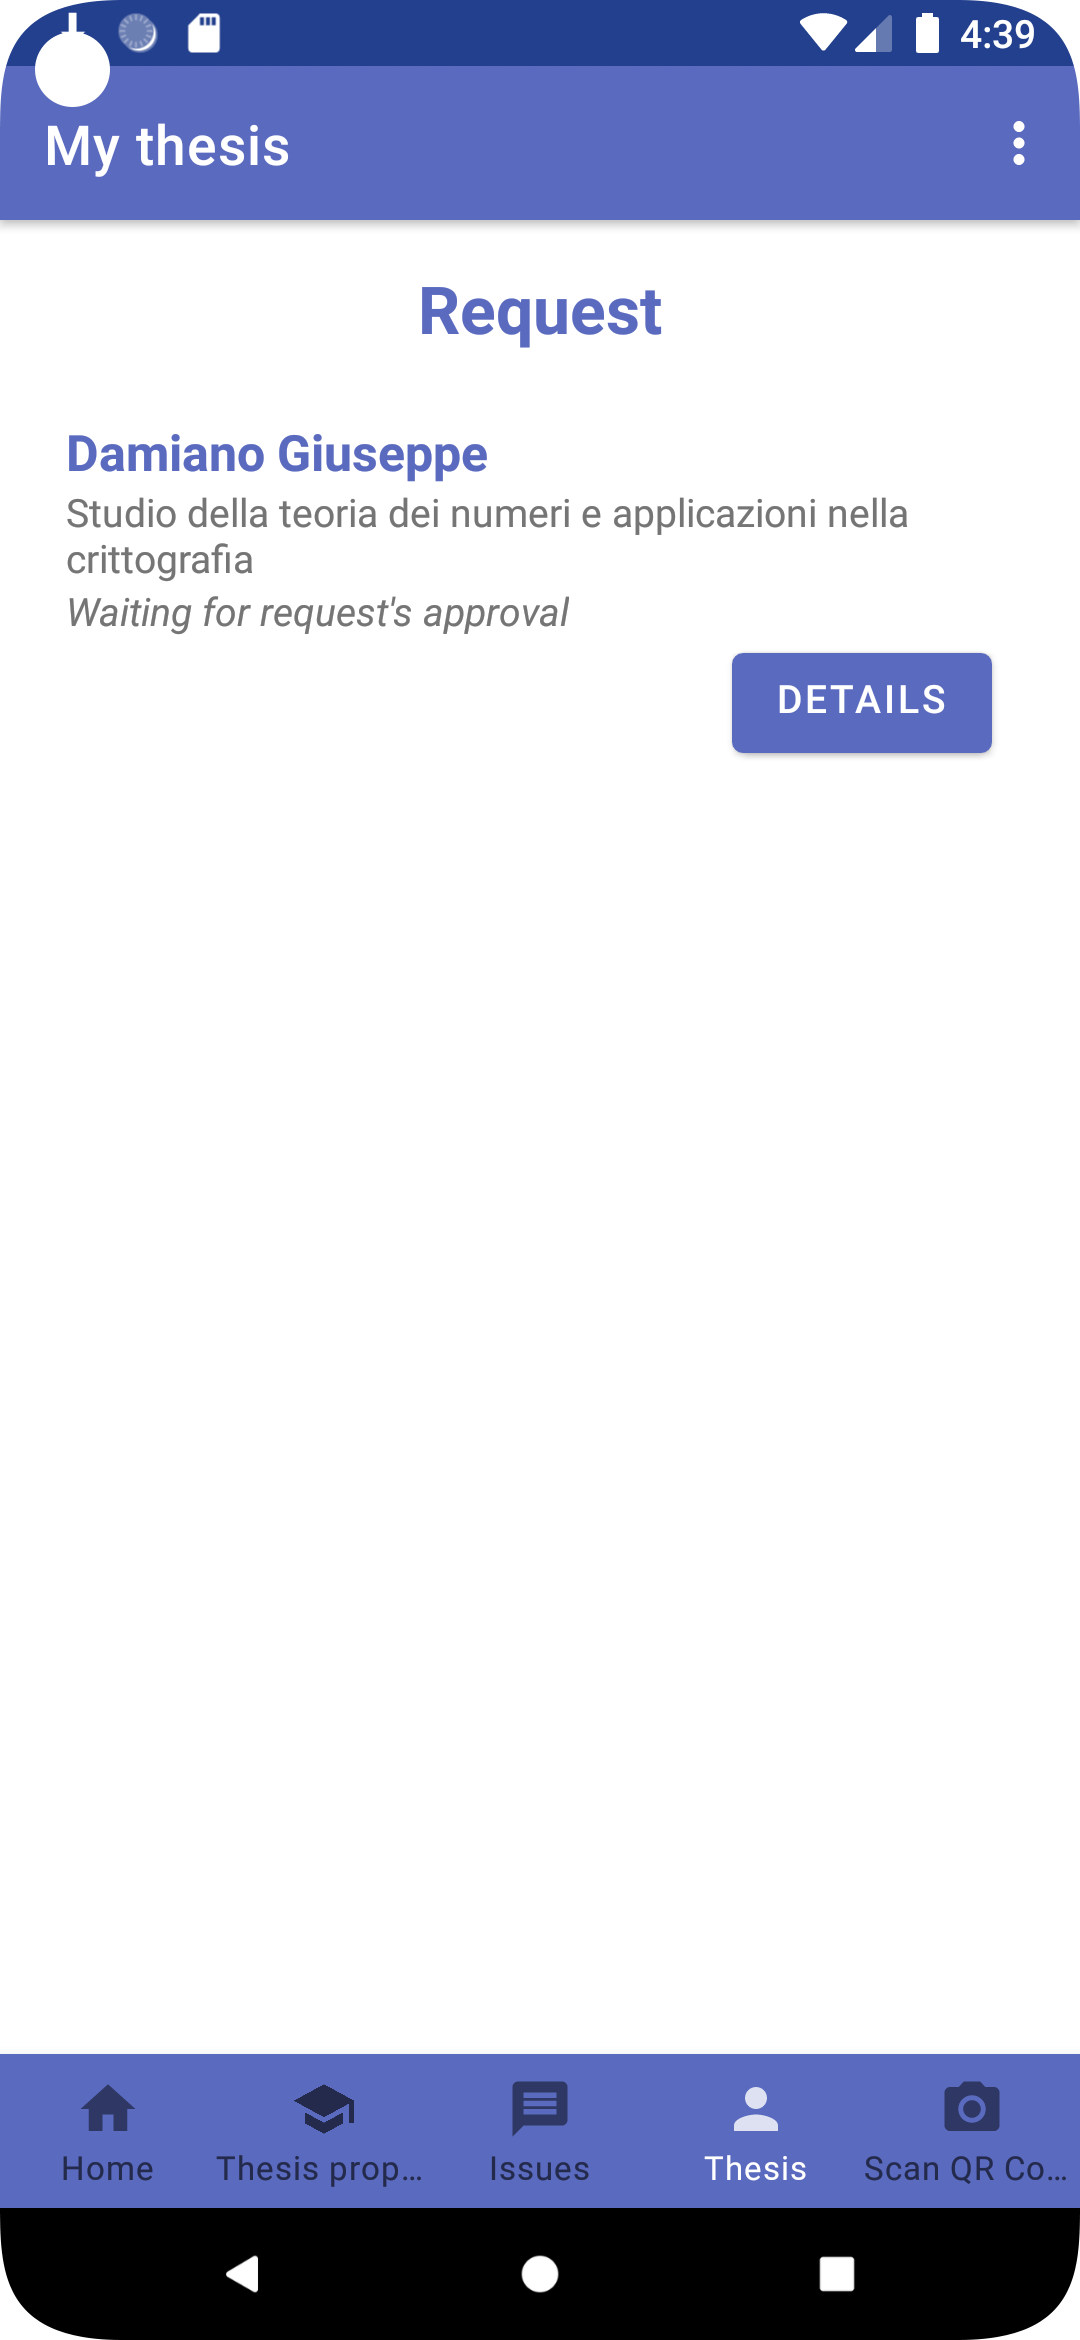 4:39
My thesis
Request
Damiano Giuseppe
Studio della teoria dei numeri e applicazioni nella
crittografia
Waiting for request's approval
DETAILS
Home
Thesis prop...
Issues
Thesis
Scan QR Co...